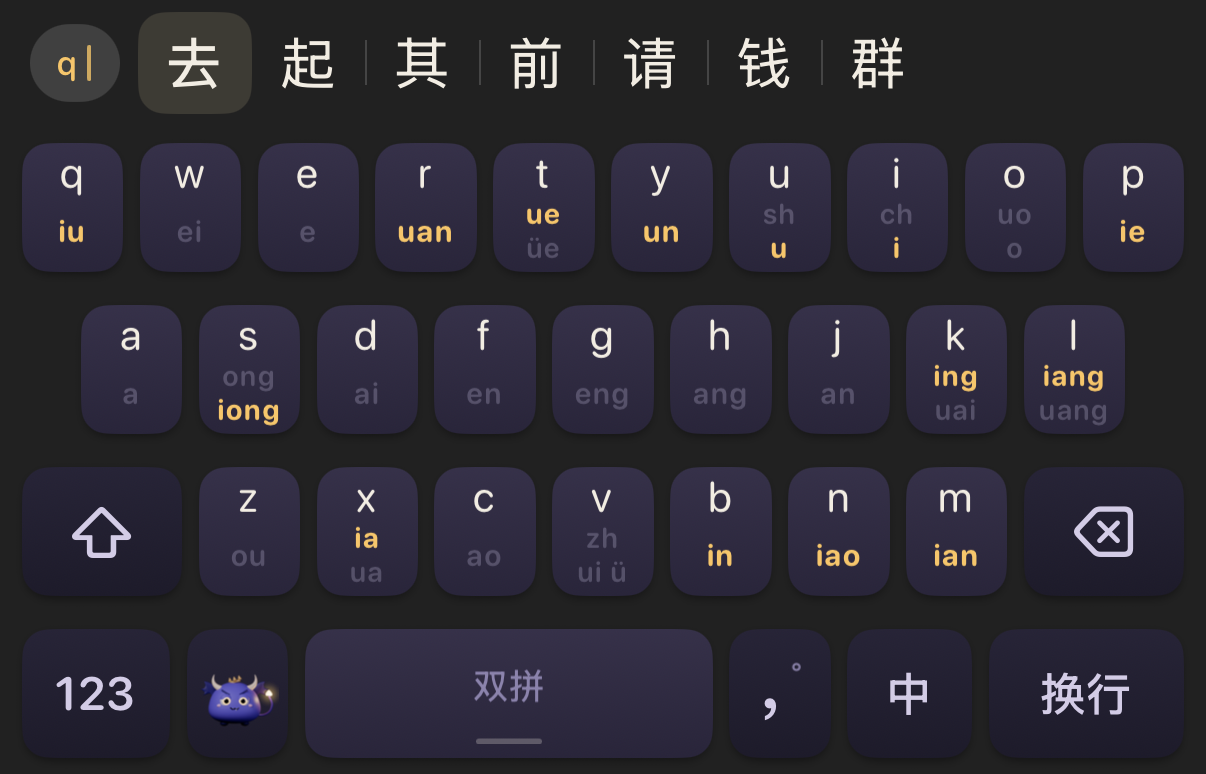 q 去 起 其 前 请 钱 群
q w e r t y u i o p
iu ei e uan ue un sh ch uo ie
üe u i o
a s d f g h j k l
a ong ai en eng ang an ing iang
iong uai uang
z x c v b n m
ou ia ao zh in iao ian
ua ui ü
123 双拼 ，° 中 换行